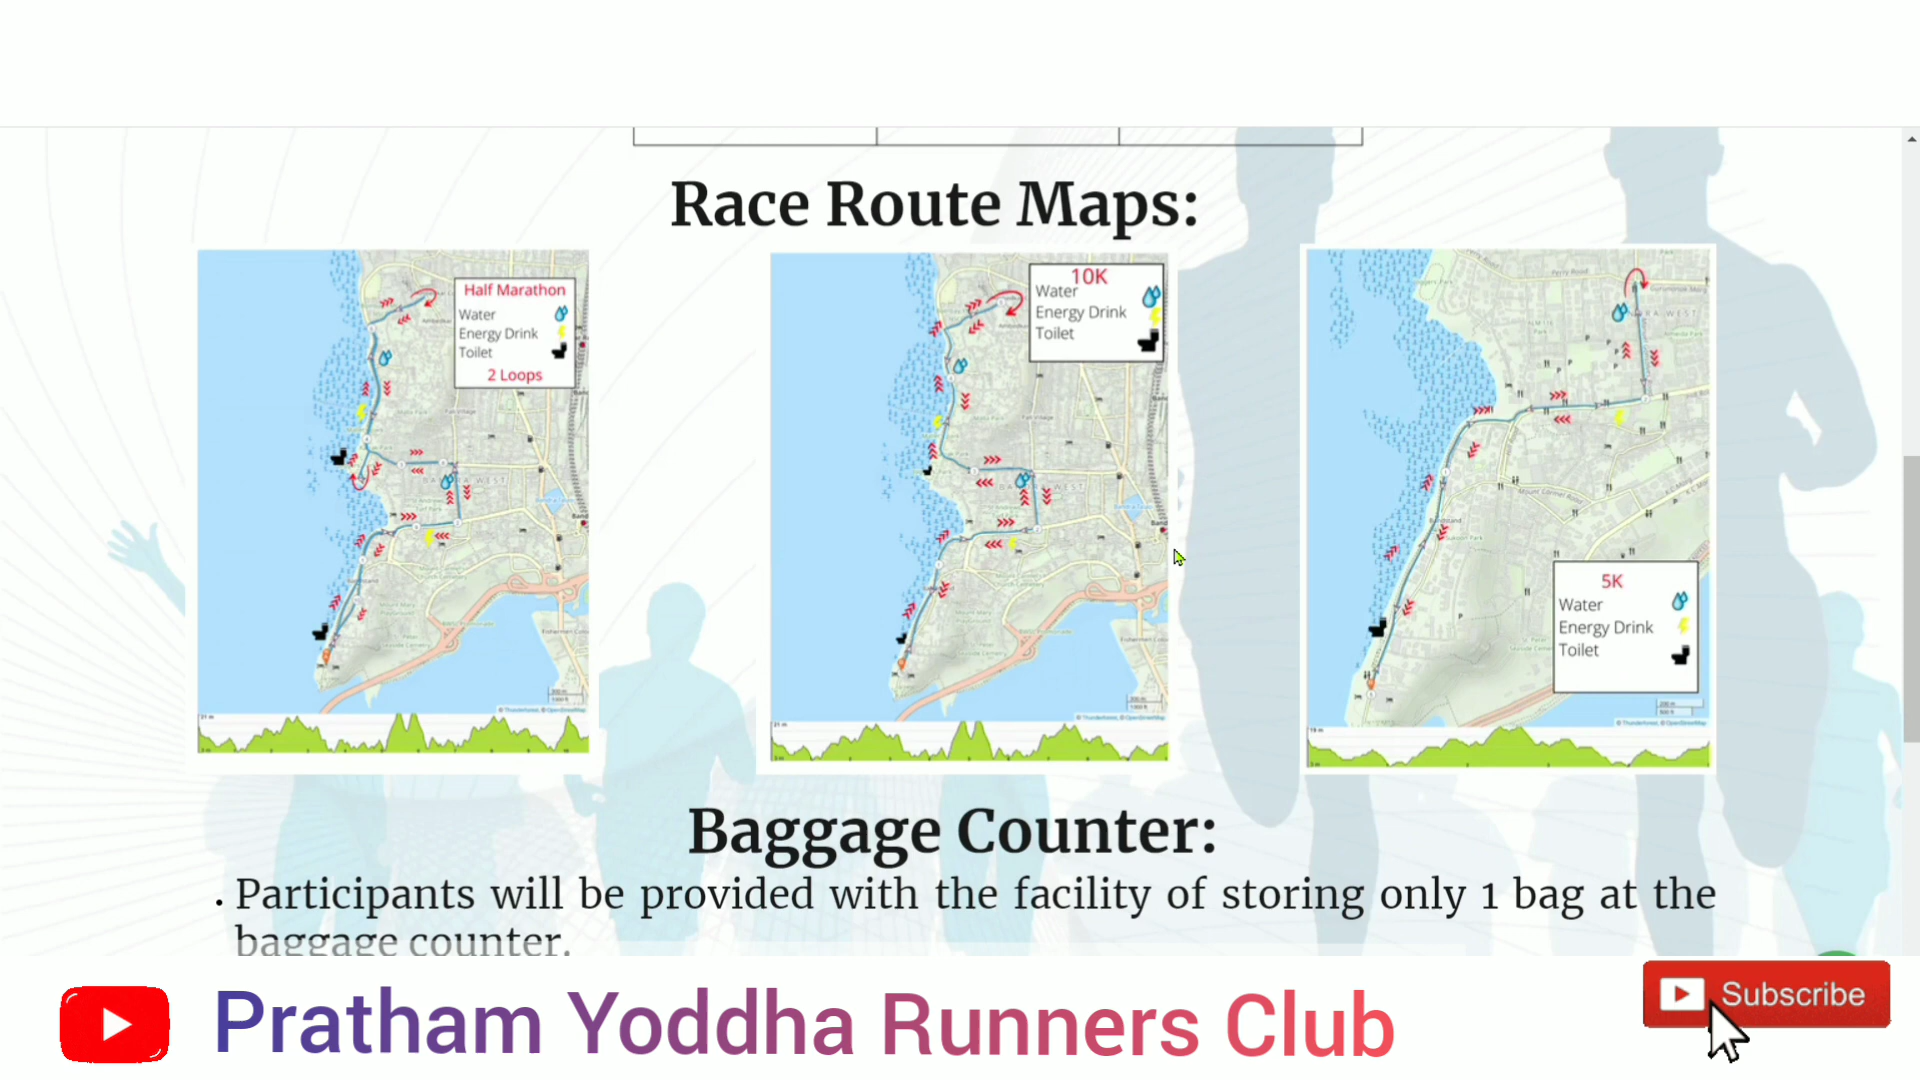 Race Route Maps:
Half Marathon
Water
Energy Drink
Toilet
2 Loops
10K
Water
Energy Drink
Toilet
5K
Water
Energy Drink
Toilet
Baggage Counter:
• Participants will be provided with the facility of storing only 1 bag at the
baggage counter.
Pratham Yoddha Runners Club
Subscribe